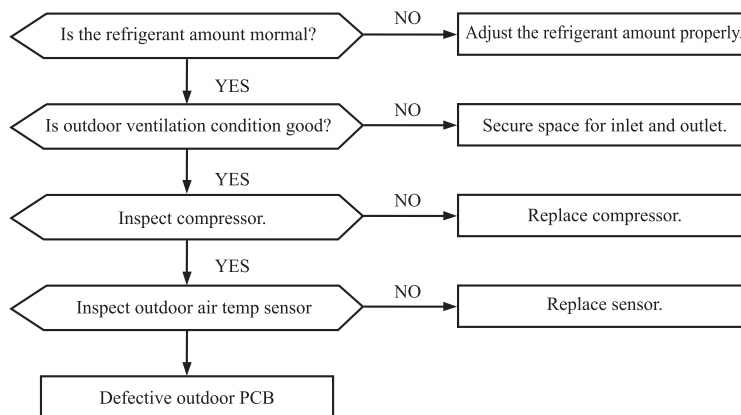 Is the refrigerant amount mormal?
NO
Adjust the refrigerant amount properly.
YES
Is outdoor ventilation condition good?
NO
Secure space for inlet and outlet.
YES
Inspect compressor.
NO
Replace compressor.
YES
Inspect outdoor air temp sensor
NO
Replace sensor.
Defective outdoor PCB